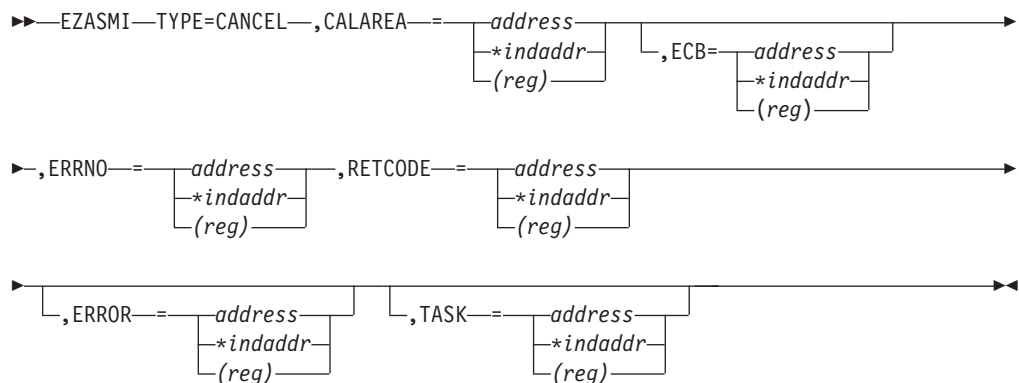 EZASMI TYPE=CANCEL ,CALAREA = address
*indaddr
(reg)
,ECB= address
*indaddr
(reg)
,ERRNO = address
*indaddr
(reg)
,RETCODE = address
*indaddr
(reg)
,ERROR = address
*indaddr
(reg)
,TASK = address
*indaddr
(reg)